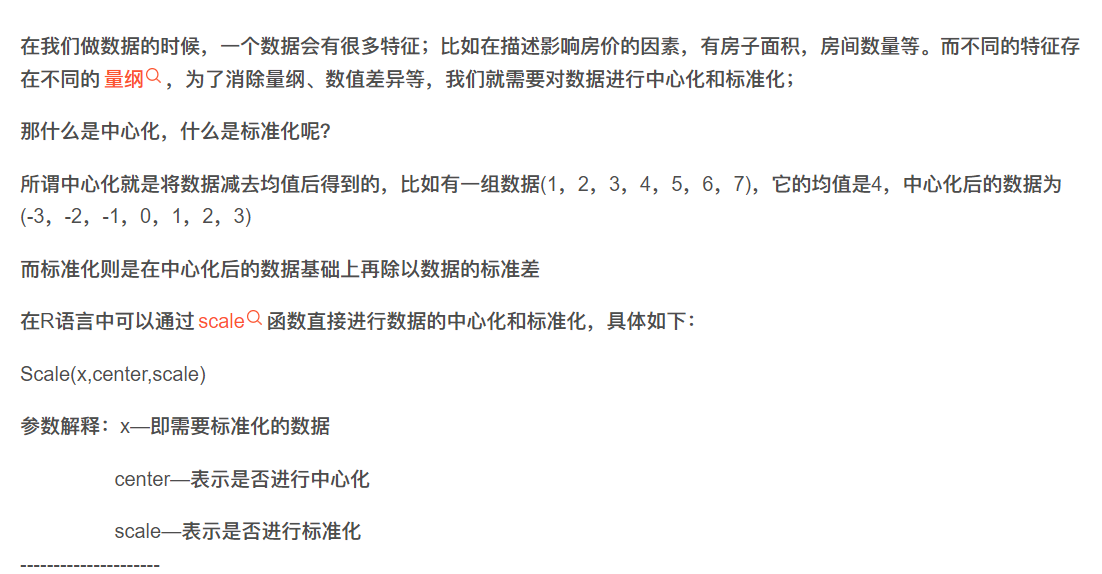 在我们做数据的时候，一个数据会有很多特征；比如在描述影响房价的因素，有房子面积，房间数量等。而不同的特征存
在不同的 量纲 ，为了消除量纲、数值差异等，我们就需要对数据进行中心化和标准化；
那什么是中心化，什么是标准化呢？
所谓中心化就是将数据减去均值后得到的，比如有一组数据(1，2，3，4，5，6，7)，它的均值是4，中心化后的数据为
(-3，-2，-1，0，1，2，3)
而标准化则是在中心化后的数据基础上再除以数据的标准差
在R语言中可以通过 scale 函数直接进行数据的中心化和标准化，具体如下：
Scale(x,center,scale)
参数解释：x—即需要标准化的数据
center—表示是否进行中心化
scale—表示是否进行标准化
---------------------